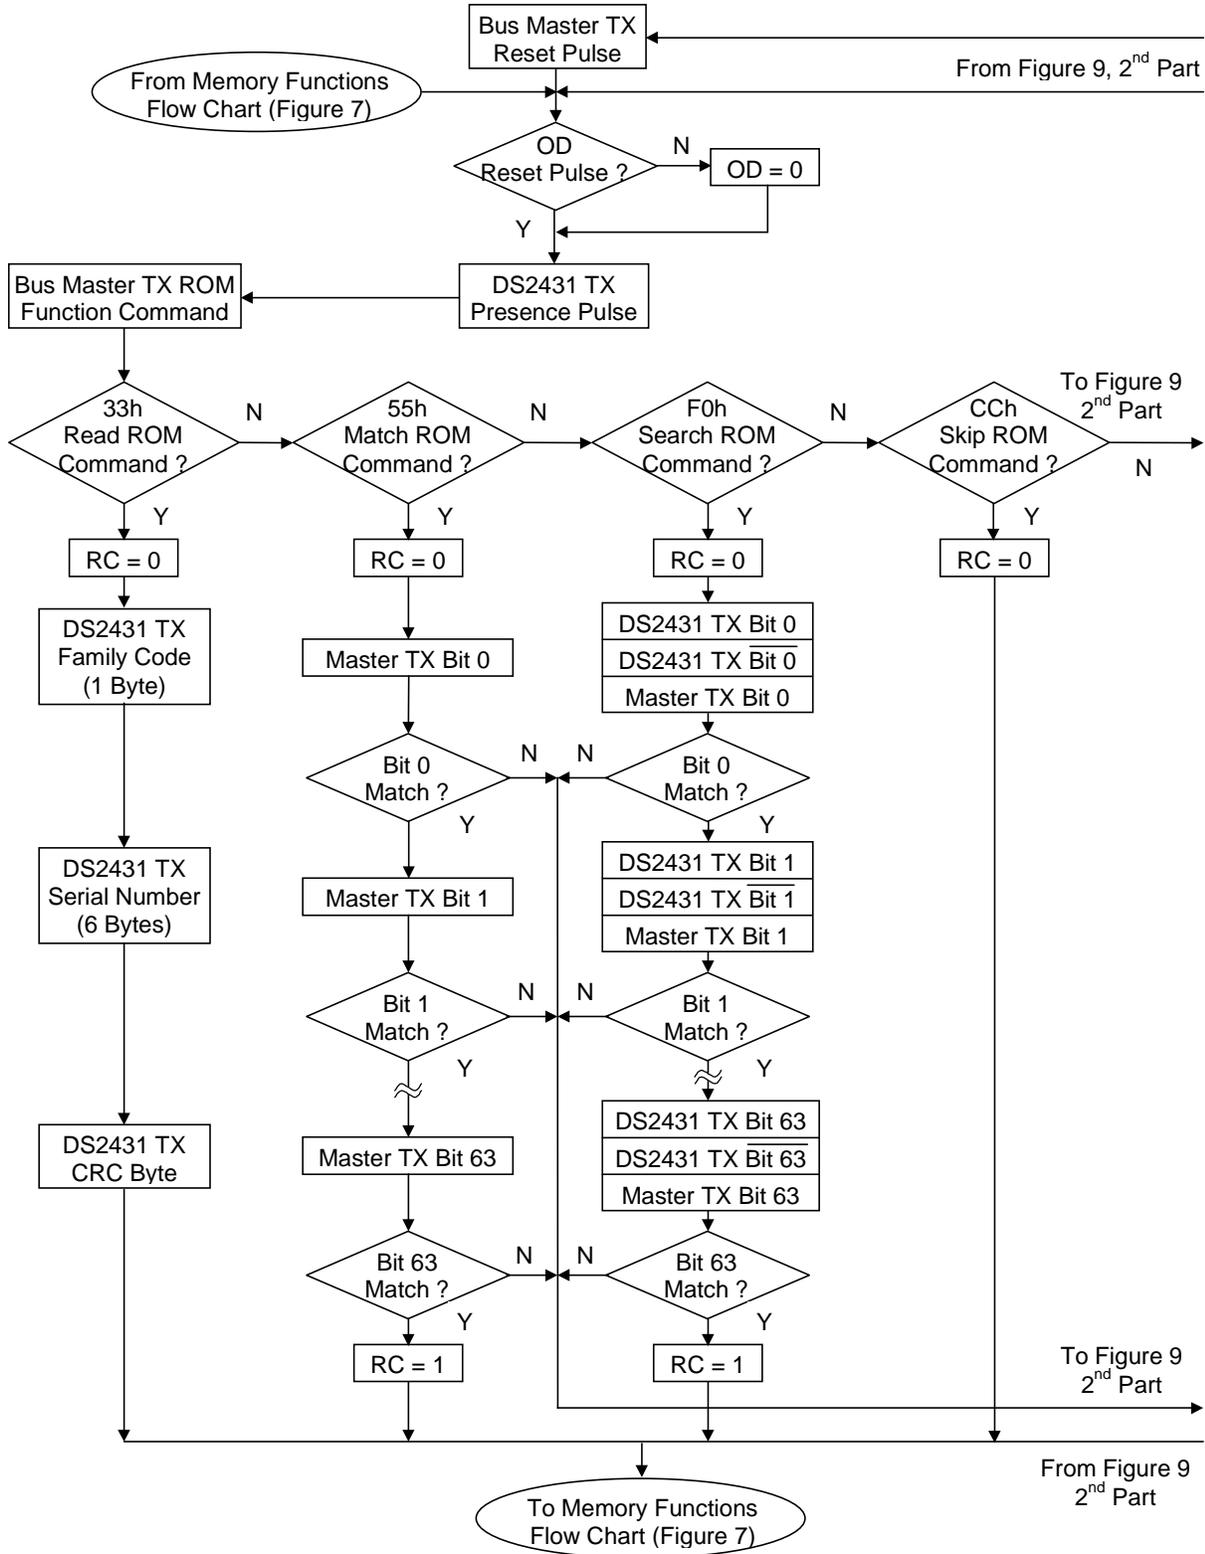 Bus Master TX
Reset Pulse
From Figure 9, 2nd Part
From Memory Functions
Flow Chart (Figure 7)
OD
Reset Pulse ?
N
OD = 0
Y
Bus Master TX ROM
Function Command
DS2431 TX
Presence Pulse
To Figure 9
2nd Part
33h
Read ROM
Command ?
N
55h
Match ROM
Command ?
N
F0h
Search ROM
Command ?
N
CCh
Skip ROM
Command ?
N
Y
Y
Y
Y
RC = 0
RC = 0
RC = 0
RC = 0
DS2431 TX
Family Code
(1 Byte)
Master TX Bit 0
DS2431 TX Bit 0
DS2431 TX B̅i̅t̅ ̅0̅
Master TX Bit 0
Bit 0
Match ?
N
N
Bit 0
Match ?
Y
Y
DS2431 TX
Serial Number
(6 Bytes)
Master TX Bit 1
DS2431 TX Bit 1
DS2431 TX B̅i̅t̅ ̅1̅
Master TX Bit 1
Bit 1
Match ?
N
N
Bit 1
Match ?
Y
Y
DS2431 TX
CRC Byte
Master TX Bit 63
DS2431 TX Bit 63
DS2431 TX B̅i̅t̅ ̅6̅3̅
Master TX Bit 63
Bit 63
Match ?
N
N
Bit 63
Match ?
Y
Y
RC = 1
RC = 1
To Figure 9
2nd Part
From Figure 9
2nd Part
To Memory Functions
Flow Chart (Figure 7)